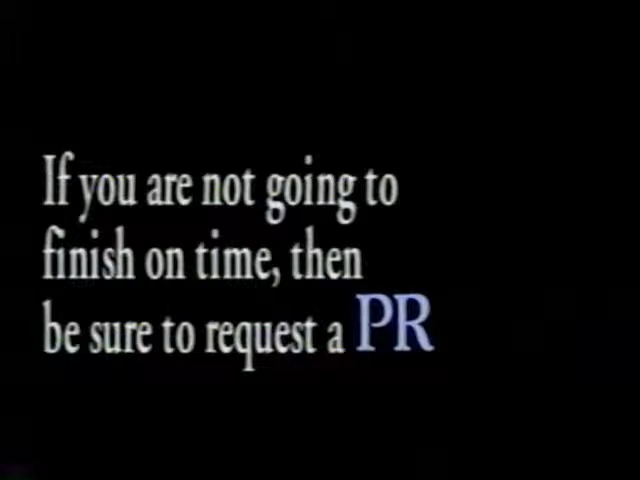 If you are not going to
finish on time, then
be sure to request a PR